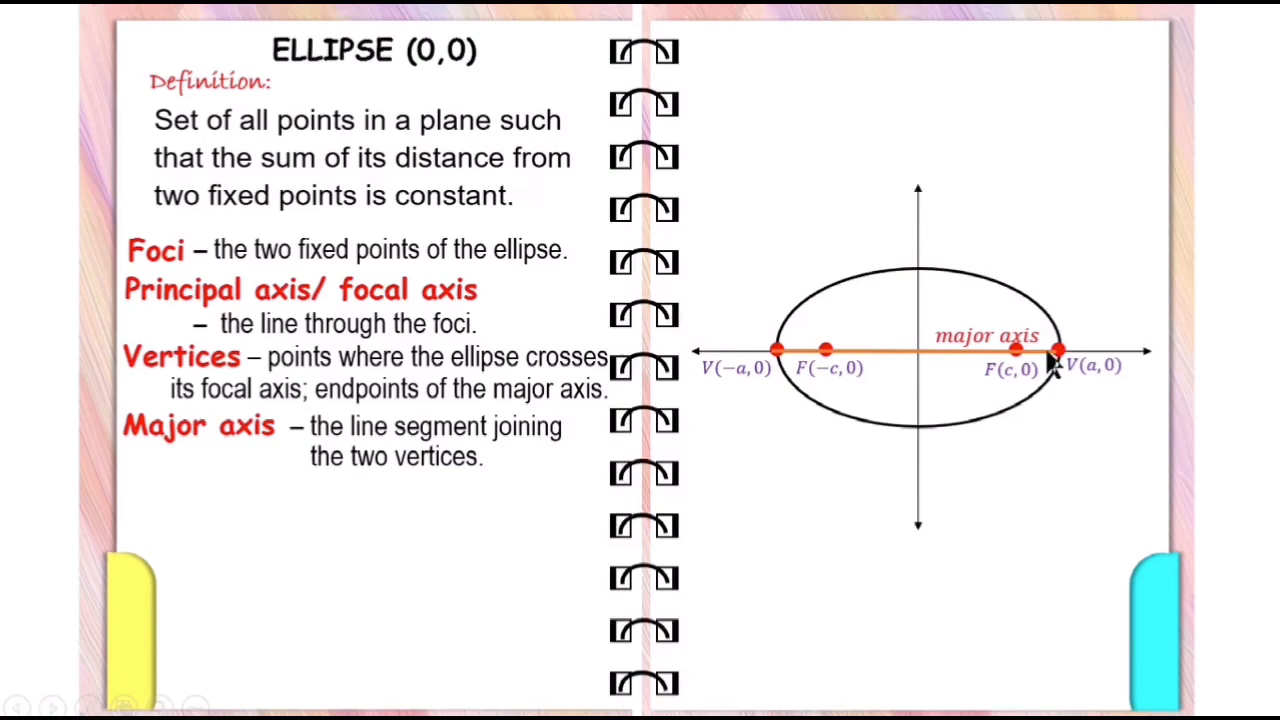 ELLIPSE (0,0)
Definition:
Set of all points in a plane such
that the sum of its distance from
two fixed points is constant.
Foci – the two fixed points of the ellipse.
Principal axis/ focal axis
– the line through the foci.
Vertices – points where the ellipse crosses
its focal axis; endpoints of the major axis.
Major axis – the line segment joining
the two vertices.
major axis
V(−a, 0) F(−c, 0) F(c, 0) V(a, 0)